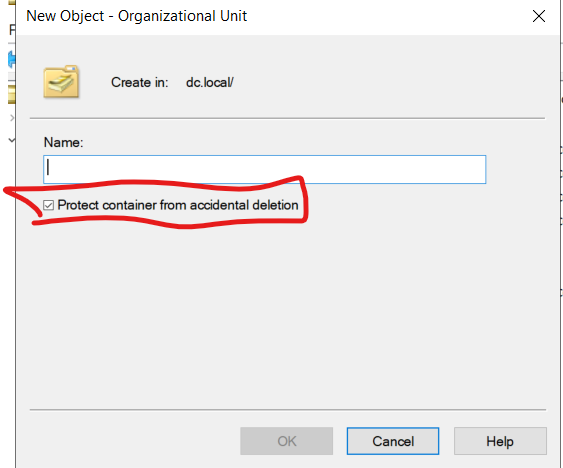 New Object - Organizational Unit
Create in: dc.local/
Name:
Protect container from accidental deletion
OK Cancel Help